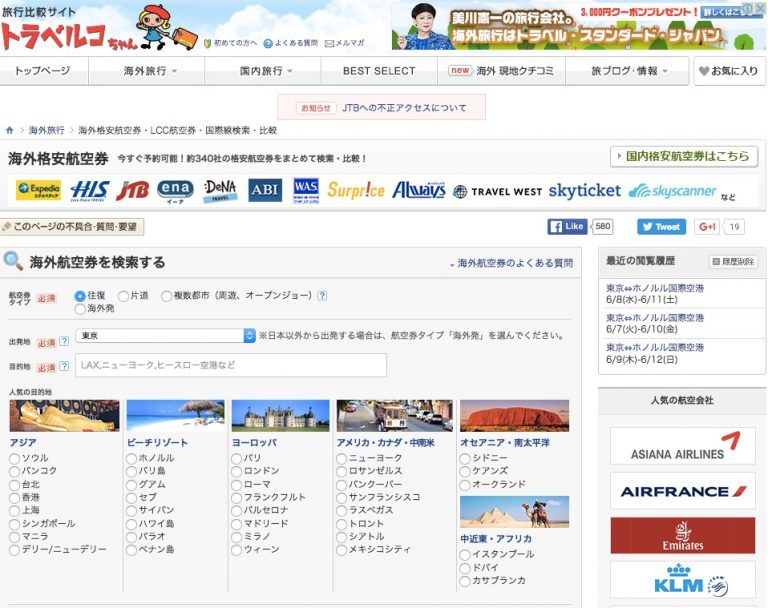 旅行比較サイト
トラベルコちゃん
初めての方へ よくある質問 メルマガ
美川憲一の旅行会社。
3,000円クーポンプレゼント! 詳しくはこちら
海外旅行はトラベル・スタンダード・ジャパン。
トップページ 海外旅行 国内旅行 BEST SELECT new 海外 現地クチコミ 旅ブログ・情報 お気に入り
お知らせ JTBへの不正アクセスについて
海外旅行 > 海外格安航空券・LCC航空券・国際線検索・比較
海外格安航空券 今すぐ予約可能!約340社の格安航空券をまとめて検索・比較! 国内格安航空券はこちら
Expedia エクスペディア HIS JTB ena イーナ DeNA TRAVEL ABI WAS Surpr!ce Always TRAVEL WEST skyticket skyscanner など
このページの不具合・質問・要望 Like 580 Tweet G+1 19
海外航空券を検索する 海外航空券のよくある質問
航空券タイプ 必須 往復 片道 複数都市(周遊、オープンジョー) ?
海外発
出発地 必須 ? 東京 ※日本以外から出発する場合は、航空券タイプ「海外発」を選んでください。
目的地 必須 ? LAX,ニューヨーク,ヒースロー空港など
人気の目的地
アジア
ソウル
バンコク
台北
香港
上海
シンガポール
マニラ
デリー/ニューデリー
ビーチリゾート
ホノルル
バリ島
グアム
セブ
サイパン
ハワイ島
パラオ
ペナン島
ヨーロッパ
パリ
ロンドン
ローマ
フランクフルト
バルセロナ
マドリード
ミラノ
ウィーン
アメリカ・カナダ・中南米
ニューヨーク
ロサンゼルス
バンクーバー
サンフランシスコ
ラスベガス
トロント
シアトル
メキシコシティ
オセアニア・南太平洋
シドニー
ケアンズ
オークランド
中近東・アフリカ
イスタンブール
ドバイ
カサブランカ
最近の閲覧履歴 履歴削除
東京⇔ホノルル国際空港
6/8(水)-6/11(土)
東京⇔ホノルル国際空港
6/7(火)-6/10(金)
東京⇔ホノルル国際空港
6/9(木)-6/12(日)
人気の航空会社
ASIANA AIRLINES
AIRFRANCE
Emirates
KLM